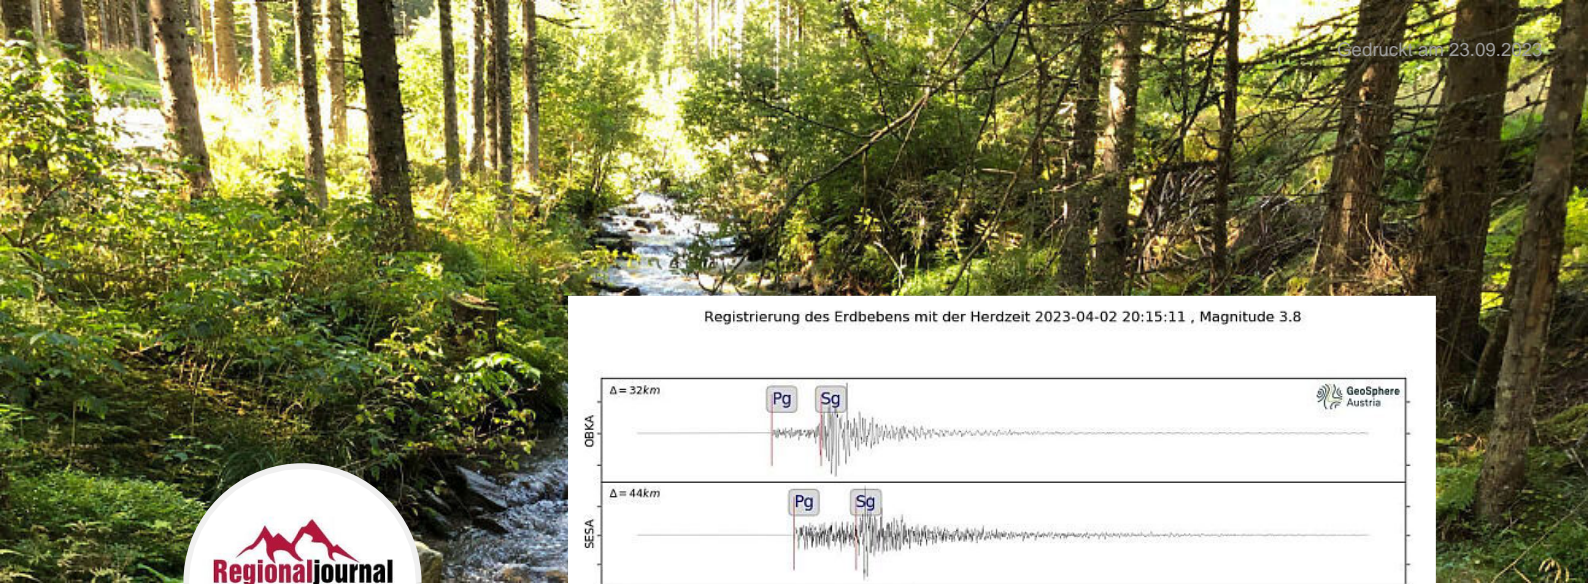 Gedruckt am 23.09.2023
Registrierung des Erdbebens mit der Herdzeit 2023-04-02 20:15:11 , Magnitude 3.8
Δ = 32km
Pg
Sg
GeoSphere
Austria
OBKA
Δ = 44km
Pg
Sg
SESA
Regionaljournal